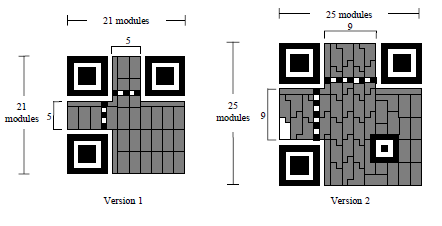 21 modules
5
21
modules
5
Version 1
25 modules
9
25
modules
9
Version 2